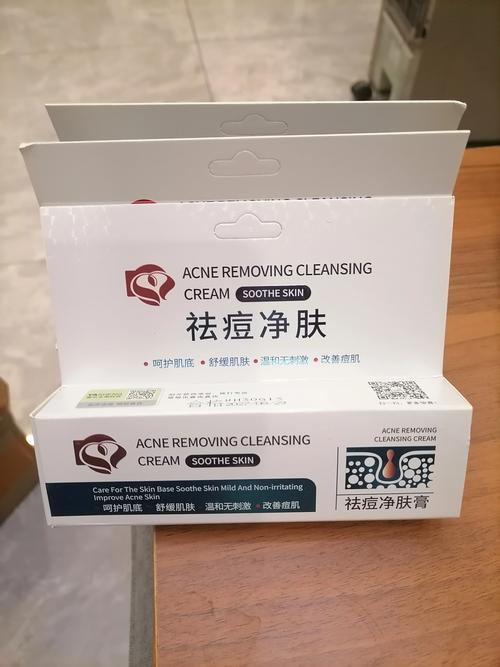 ACNE REMOVING CLEANSING
CREAM SOOTHE SKIN
祛痘净肤
• 呵护肌底 • 舒缓肌肤 • 温和无刺激 • 改善痘肌
ACNE REMOVING CLEANSING
CREAM SOOTHE SKIN
Care For The Skin Base Soothe Skin Mild And Non-irritating
Improve Acne Skin
呵护肌底 舒缓肌肤 温和无刺激 • 改善痘肌
ACNE REMOVING
CLEANSING CREAM
祛痘净肤膏